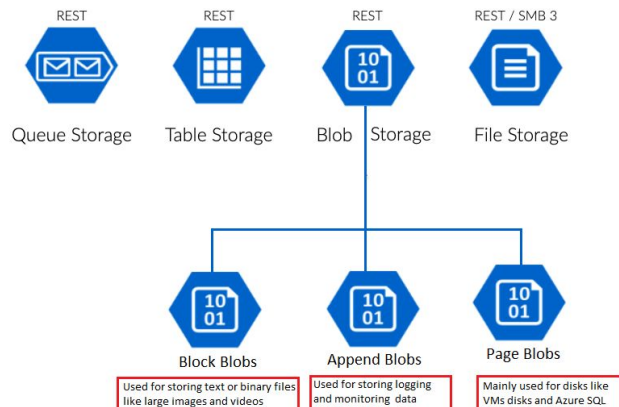 REST
REST
REST
REST / SMB 3
10
01
Queue Storage
Table Storage
Blob Storage
File Storage
10
01
10
01
10
01
Block Blobs
Append Blobs
Page Blobs
Used for storing text or binary files
like large images and videos
Used for storing logging
and monitoring data
Mainly used for disks like
VMs disks and Azure SQL